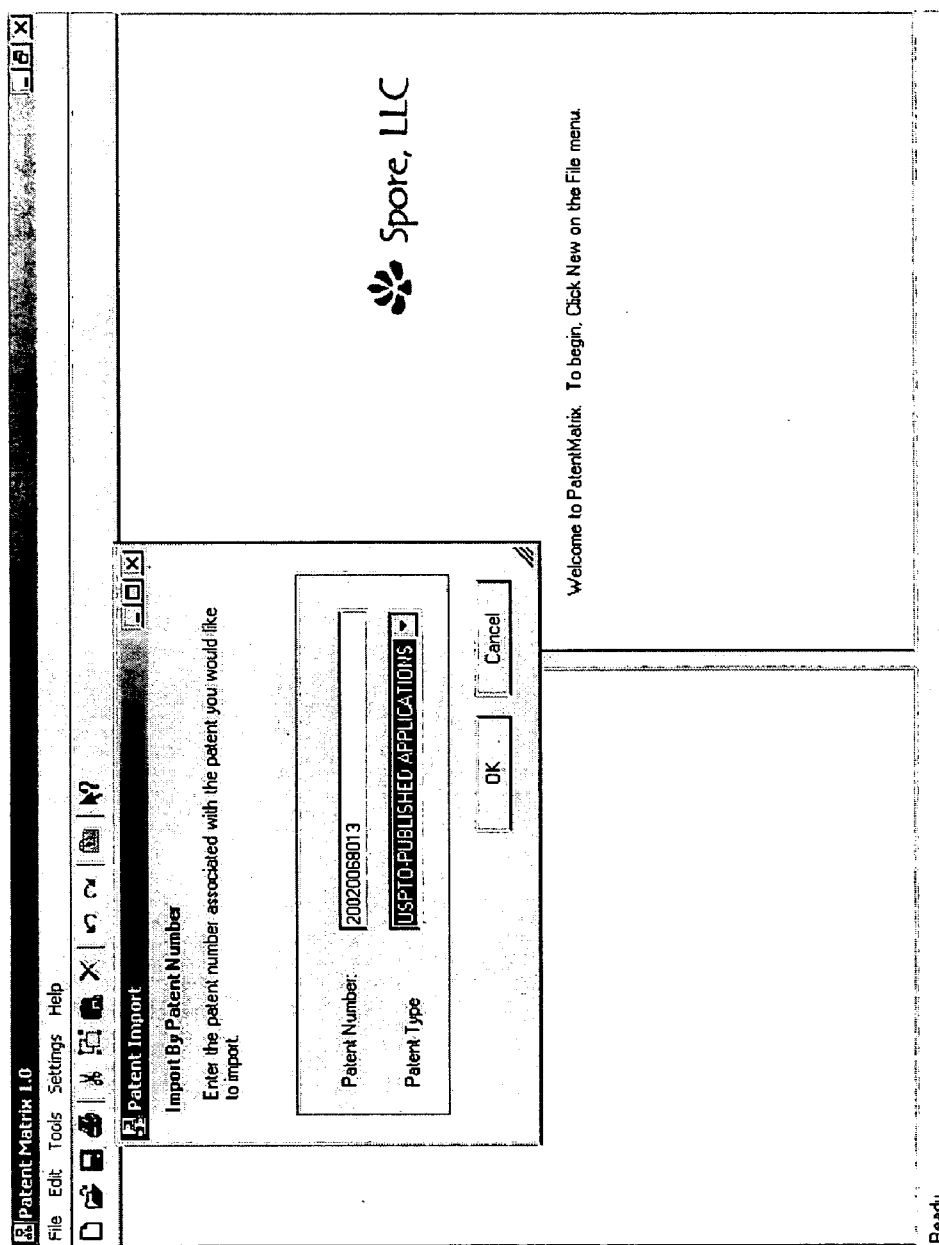 Patent Matrix 1.0
File Edit Tools Settings Help
Patent Import
Import By Patent Number
Enter the patent number associated with the patent you would like
to import.
Patent Number: 20020068013
Patent Type USPTO-PUBLISHED APPLICATIONS
OK Cancel
Spore, LLC
Welcome to PatentMatrix. To begin, Click New on the File menu.
Ready